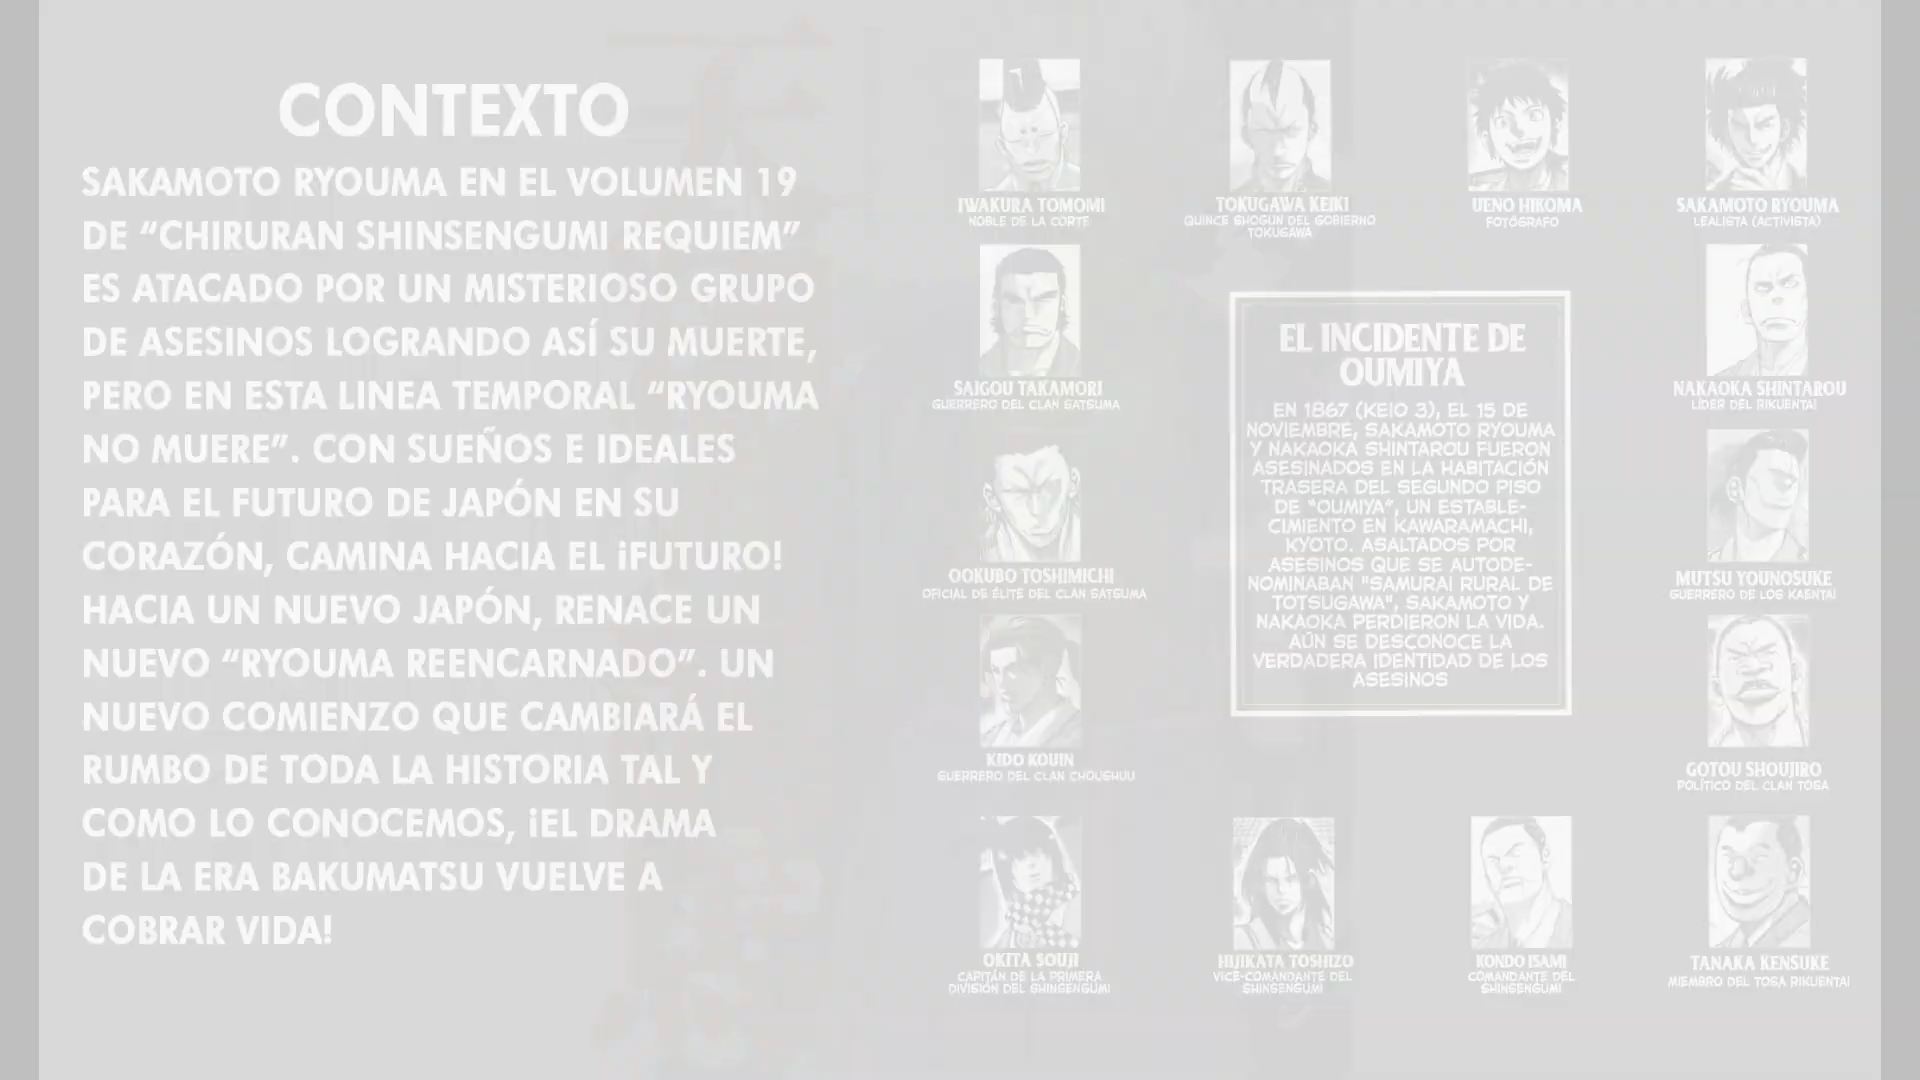 CONTEXTO
SAKAMOTO RYOUMA EN EL VOLUMEN 19
DE “CHIRURAN SHINSENGUMI REQUIEM”
ES ATACADO POR UN MISTERIOSO GRUPO
DE ASESINOS LOGRANDO ASÍ SU MUERTE,
PERO EN ESTA LINEA TEMPORAL “RYOUMA
NO MUERE”. CON SUEÑOS E IDEALES
PARA EL FUTURO DE JAPÓN EN SU
CORAZÓN, CAMINA HACIA EL ¡FUTURO!
HACIA UN NUEVO JAPÓN, RENACE UN
NUEVO “RYOUMA REENCARNADO”. UN
NUEVO COMIENZO QUE CAMBIARÁ EL
RUMBO DE TODA LA HISTORIA TAL Y
COMO LO CONOCEMOS, ¡EL DRAMA
DE LA ERA BAKUMATSU VUELVE A
COBRAR VIDA!
IWAKURA TOMOMI
NOBLE DE LA CORTE
TOKUGAWA KEIKI
QUINCE SHOGUN DEL GOBIERNO
TOKUGAWA
UENO HIKOMA
FOTÓGRAFO
SAKAMOTO RYOUMA
LEALISTA (ACTIVISTA)
SAIGOU TAKAMORI
GUERRERO DEL CLAN SATSUMA
NAKAOKA SHINTAROU
LÍDER DEL RIKUENTAI
EL INCIDENTE DE
OUMIYA
EN 1867 (KEIO 3), EL 15 DE
NOVIEMBRE, SAKAMOTO RYOUMA
Y NAKAOKA SHINTAROU FUERON
ASESINADOS EN LA HABITACIÓN
TRASERA DEL SEGUNDO PISO
DE "OUMIYA", UN ESTABLE-
CIMIENTO EN KAWARAMACHI,
KYOTO. ASALTADOS POR
ASESINOS QUE SE AUTODE-
NOMINABAN "SAMURAI RURAL DE
TOTSUGAWA", SAKAMOTO Y
NAKAOKA PERDIERON LA VIDA.
AÚN SE DESCONOCE LA
VERDADERA IDENTIDAD DE LOS
ASESINOS
OOKUBO TOSHIMICHI
OFICIAL DE ÉLITE DEL CLAN SATSUMA
MUTSU YOUNOSUKE
GUERRERO DE LOS KAENTAI
KIDO KOUIN
GUERRERO DEL CLAN CHOUSHUU
GOTOU SHOUJIRO
POLÍTICO DEL CLAN TOSA
OKITA SOUJI
CAPITÁN DE LA PRIMERA
DIVISIÓN DEL SHINSENGUMI
HIJIKATA TOSHIZO
VICE-COMANDANTE DEL
SHINSENGUMI
KONDO ISAMI
COMANDANTE DEL
SHINSENGUMI
TANAKA KENSUKE
MIEMBRO DEL TOSA RIKUENTAI